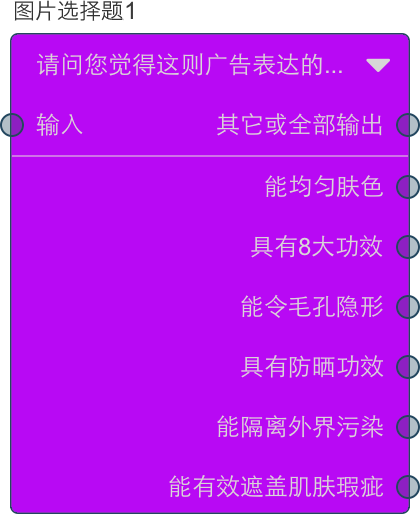 图片选择题1
请问您觉得这则广告表达的...
输入 其它或全部输出
能均匀肤色
具有8大功效
能令毛孔隐形
具有防晒功效
能隔离外界污染
能有效遮盖肌肤瑕疵